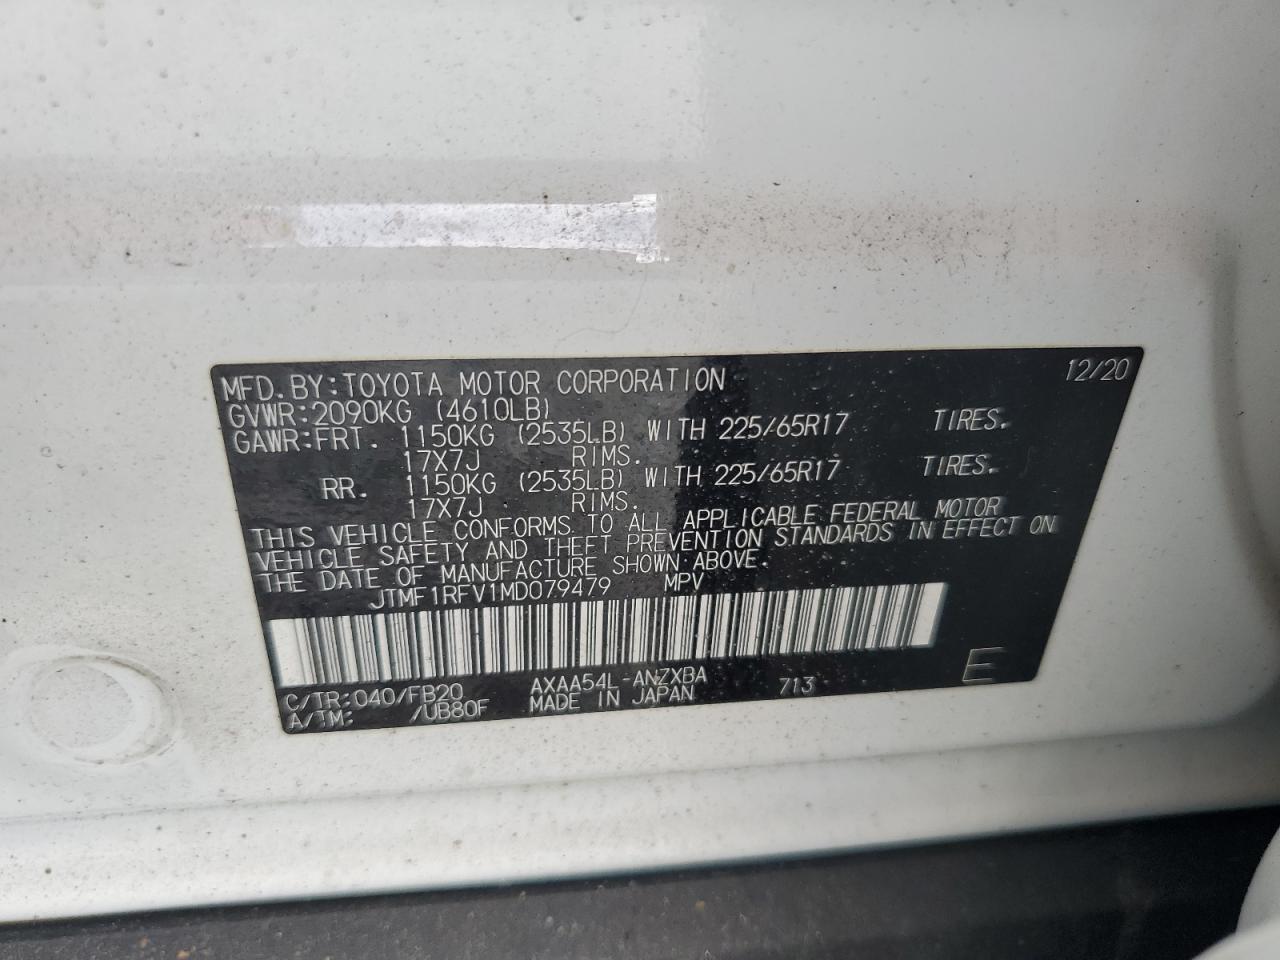 MFD.BY:TOYOTA MOTOR CORPORATION 12/20
GVWR:2090KG (4610LB)
GAWR:FRT. 1150KG (2535LB) WITH 225/65R17 TIRES.
17X7J RIMS.
RR. 1150KG (2535LB) WITH 225/65R17 TIRES.
17X7J RIMS.
THIS VEHICLE CONFORMS TO ALL APPLICABLE FEDERAL MOTOR
VEHICLE SAFETY AND THEFT PREVENTION STANDARDS IN EFFECT ON
THE DATE OF MANUFACTURE SHOWN ABOVE.
JTMF1RFV1MD079479 MPV
C/TR:040/FB20 AXAA54L-ANZXBA 713 E
A/TM: /UB80F MADE IN JAPAN